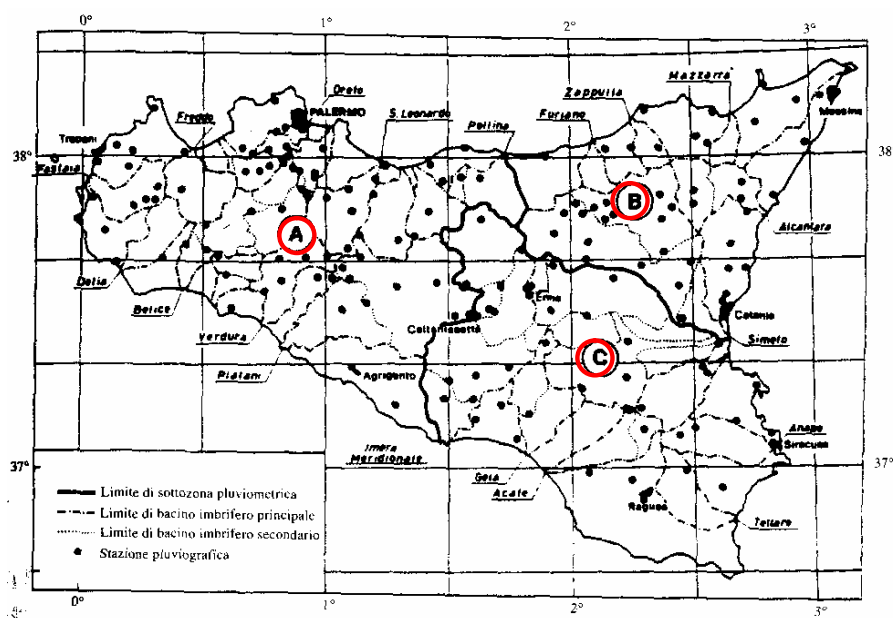 0°
1°
2°
3°
Mazzarrà
Zappulla
Oreto
Messina
Freddo
PALERMO
S. Leonardo
Pollina
Furiano
Trapani
38°
38°
B
A
Alcantara
Delia
Enna
Belice
Catania
Caltanissetta
Verdura
Simeto
C
Platani
Agrigento
Anapo
Siracusa
Imera
Meridionale
37°
37°
Gela
Acate
Limite di sottozona pluviometrica
Ragusa
Limite di bacino imbrifero principale
Tellaro
Limite di bacino imbrifero secondario
Stazione pluviografica
0°
1°
2°
3°